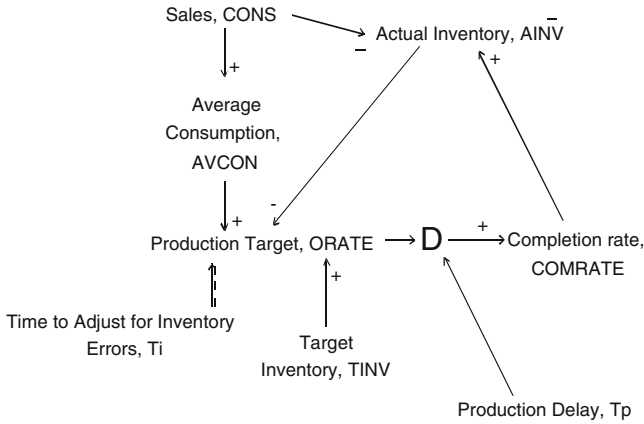 Sales, CONS
Actual Inventory, AINV
–
–
+
+
Average
Consumption,
AVCON
-
+
+
Production Target, ORATE
D
Completion rate,
COMRATE
+
Time to Adjust for Inventory
Errors, Ti
Target
Inventory, TINV
Production Delay, Tp